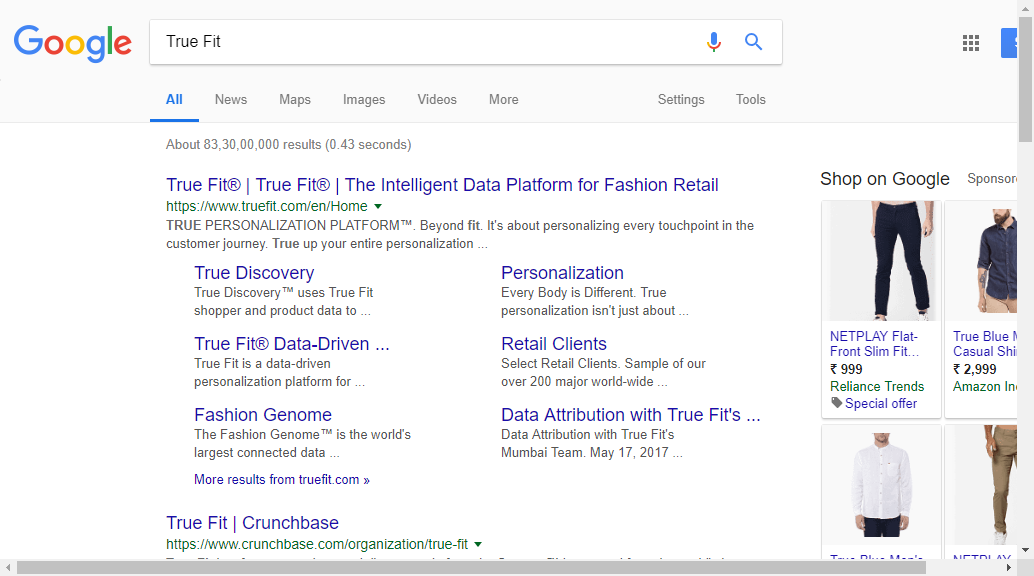 Google
True Fit
All News Maps Images Videos More Settings Tools
About 83,30,00,000 results (0.43 seconds)
True Fit® | True Fit® | The Intelligent Data Platform for Fashion Retail
https://www.truefit.com/en/Home
TRUE PERSONALIZATION PLATFORM™. Beyond fit. It's about personalizing every touchpoint in the
customer journey. True up your entire personalization ...
True Discovery
True Discovery™ uses True Fit
shopper and product data to ...
Personalization
Every Body is Different. True
personalization isn't just about ...
True Fit® Data-Driven ...
True Fit is a data-driven
personalization platform for ...
Retail Clients
Select Retail Clients. Sample of our
over 200 major world-wide ...
Fashion Genome
The Fashion Genome™ is the world's
largest connected data ...
Data Attribution with True Fit's ...
Data Attribution with True Fit's
Mumbai Team. May 17, 2017 ...
More results from truefit.com »
True Fit | Crunchbase
https://www.crunchbase.com/organization/true-fit
Shop on Google Sponsor
NETPLAY Flat-
Front Slim Fit...
₹ 999
Reliance Trends
Special offer
True Blue
Casual
₹ 2,999
Amazon
True Blue Men's
NETPLAY